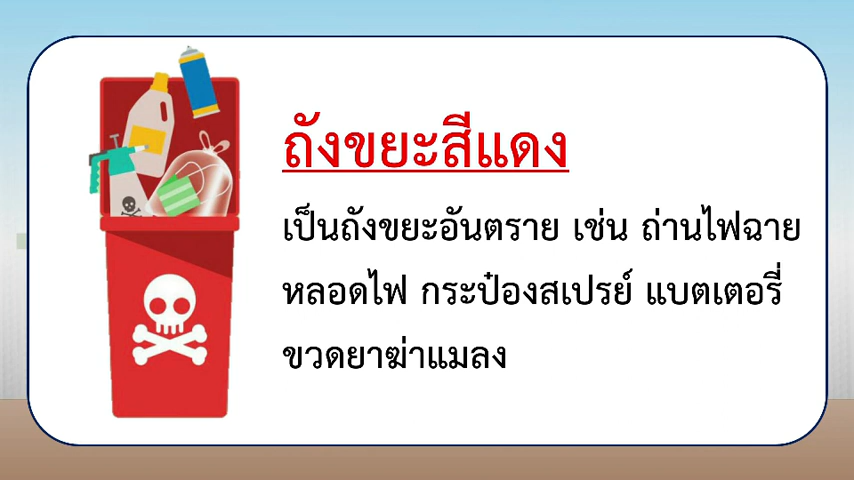 ถังขยะสีแดง
เป็นถังขยะอันตราย เช่น ถ่านไฟฉาย
หลอดไฟ กระป๋องสเปรย์ แบตเตอรี่
ขวดยาฆ่าแมลง